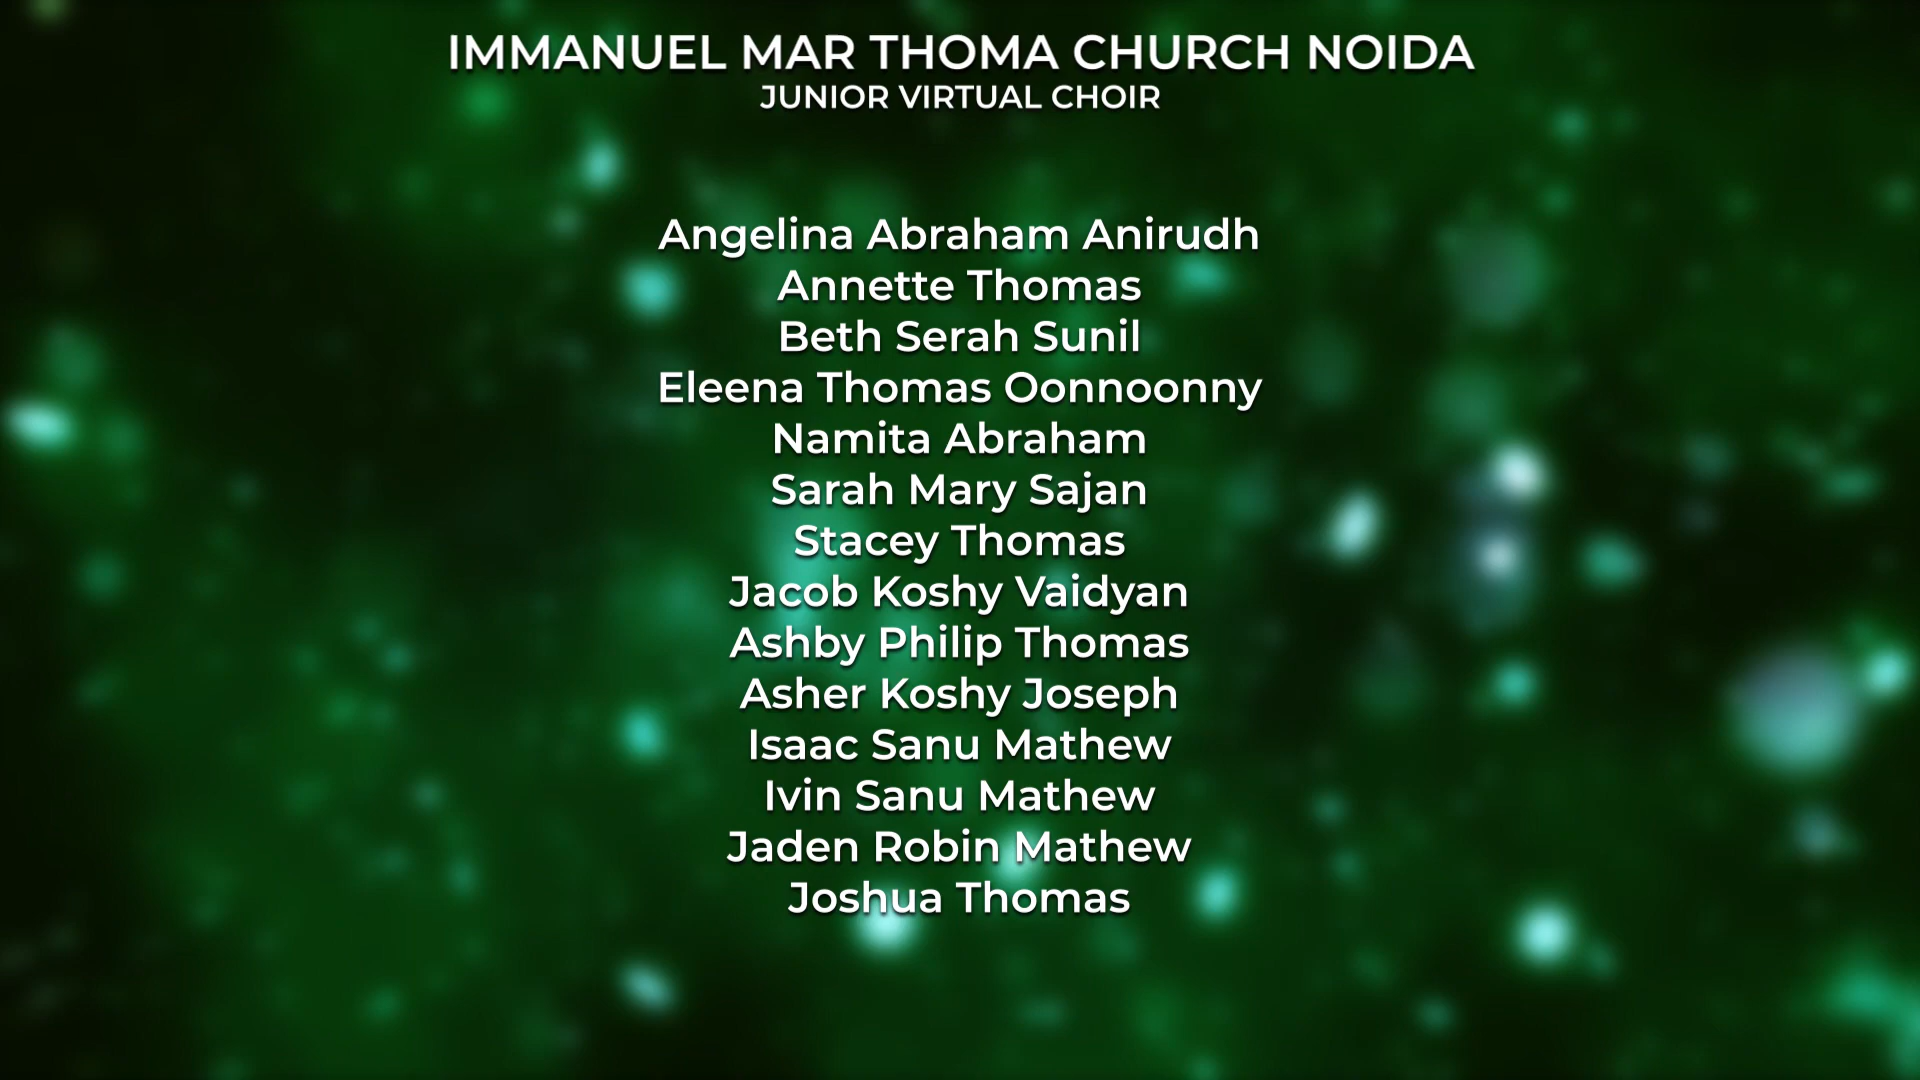 IMMANUEL MAR THOMA CHURCH NOIDA
JUNIOR VIRTUAL CHOIR
Angelina Abraham Anirudh
Annette Thomas
Beth Serah Sunil
Eleena Thomas Oonnoonny
Namita Abraham
Sarah Mary Sajan
Stacey Thomas
Jacob Koshy Vaidyan
Ashby Philip Thomas
Asher Koshy Joseph
Isaac Sanu Mathew
Ivin Sanu Mathew
Jaden Robin Mathew
Joshua Thomas